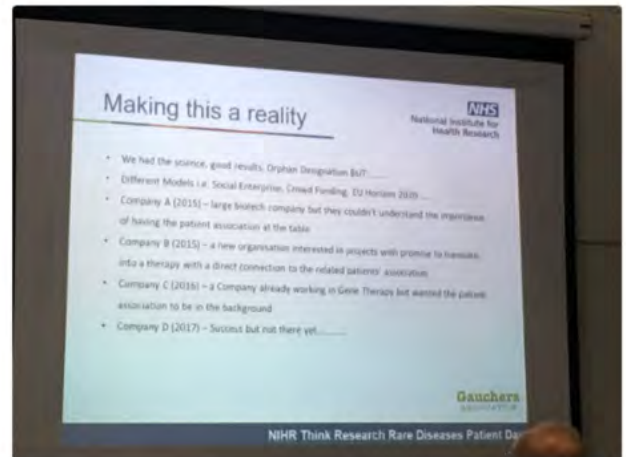 Making this a reality
NHS
National Institute for
Health Research
• We had the science, good results, Orphan Designation BUT.......
• Different Models i.e. Social Enterprise, Crowd Funding, EU Horizons 2020 .....
• Company A (2015) – large biotech company but they couldn't understand the importance
of having the patient association at the table
• Company B (2015) – a new organisation interested in projects with promise to translate
into a therapy with a direct connection to the related patients' association
• Company C (2016) – a Company already working in Gene Therapy but wanted the patient
association to be in the background
• Company D (2017) – Success but not there yet..........
Gauchers
ASSOCIATION
NIHR Think Research Rare Diseases Patient Da